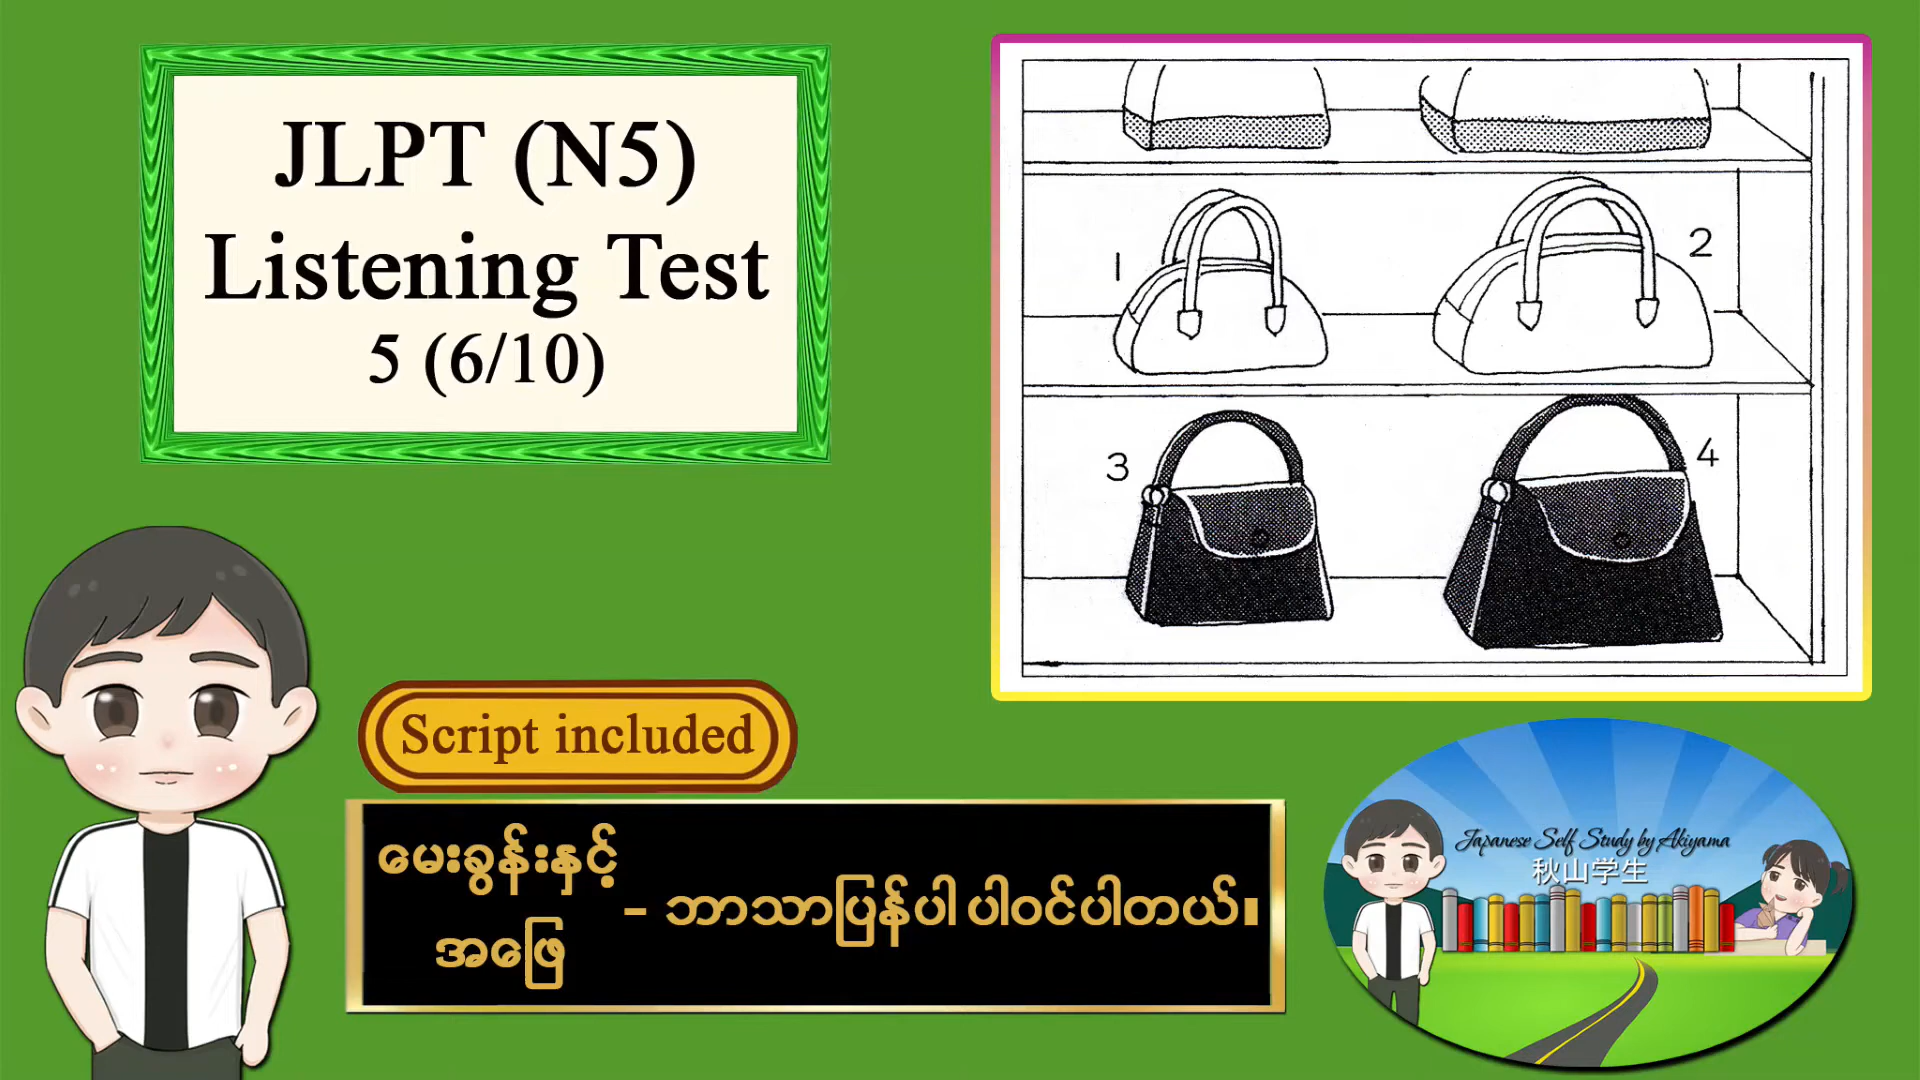 JLPT (N5)
Listening Test
5 (6/10)
1
2
3
4
Script included
မေးခွန်းနှင့်
အဖြေ
- ဘာသာပြန်ပါ ပါဝင်ပါတယ်။
Japanese Self Study by Akiyama
秋山学生